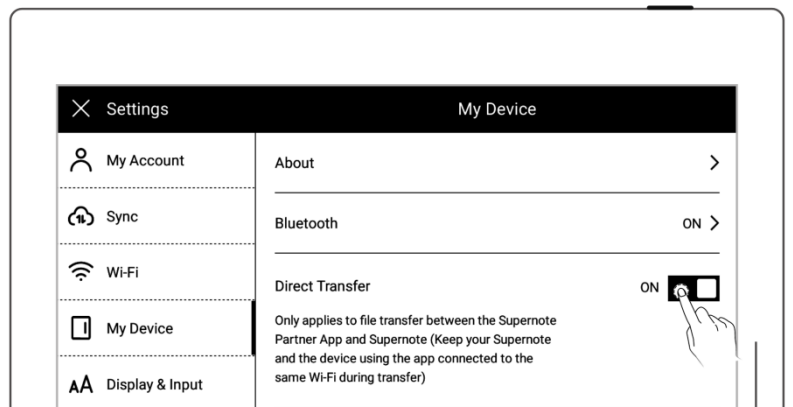 Settings
My Device
My Account
Sync
Wi-Fi
My Device
AA Display & Input
About
Bluetooth ON
Direct Transfer ON
Only applies to file transfer between the Supernote
Partner App and Supernote (Keep your Supernote
and the device using the app connected to the
same Wi-Fi during transfer)